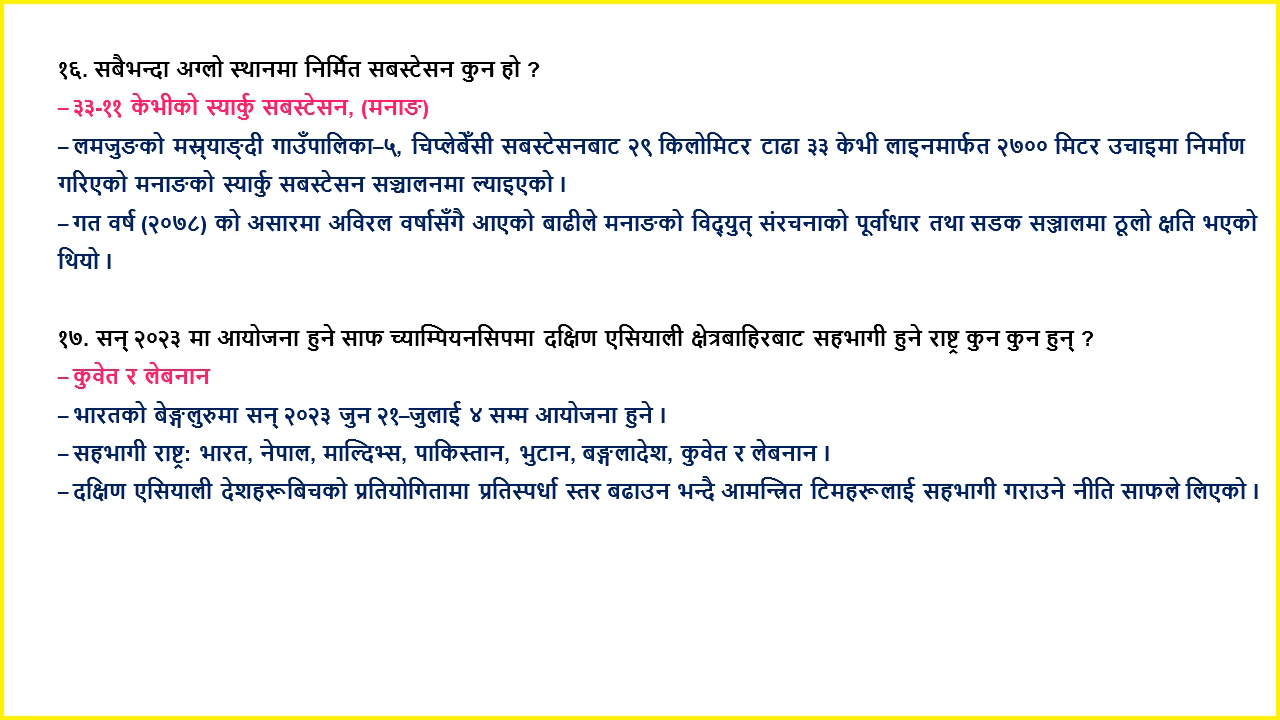 १६. सबैभन्दा अग्लो स्थानमा निर्मित सबस्टेसन कुन हो ?
– ३३-११ केभीको स्यार्कु सबस्टेसन, (मनाङ)
– लमजुङको मस्र्याङ्दी गाउँपालिका–५, चिप्लेबेँसी सबस्टेसनबाट २९ किलोमिटर टाढा ३३ केभी लाइनमार्फत २७०० मिटर उचाइमा निर्माण
गरिएको मनाङको स्यार्कु सबस्टेसन सञ्चालनमा ल्याइएको ।
– गत वर्ष (२०७८) को असारमा अविरल वर्षासँगै आएको बाढीले मनाङको विद्युत् संरचनाको पूर्वाधार तथा सडक सञ्जालमा ठूलो क्षति भएको
थियो ।
१७. सन् २०२३ मा आयोजना हुने साफ च्याम्पियनसिपमा दक्षिण एसियाली क्षेत्रबाहिरबाट सहभागी हुने राष्ट्र कुन कुन हुन् ?
– कुवेत र लेबनान
– भारतको बेङ्गलुरुमा सन् २०२३ जुन २१–जुलाई ४ सम्म आयोजना हुने ।
– सहभागी राष्ट्र: भारत, नेपाल, माल्दिभ्स, पाकिस्तान, भुटान, बङ्गलादेश, कुवेत र लेबनान ।
– दक्षिण एसियाली देशहरूबिचको प्रतियोगितामा प्रतिस्पर्धा स्तर बढाउन भन्दै आमन्त्रित टिमहरूलाई सहभागी गराउने नीति साफले लिएको ।